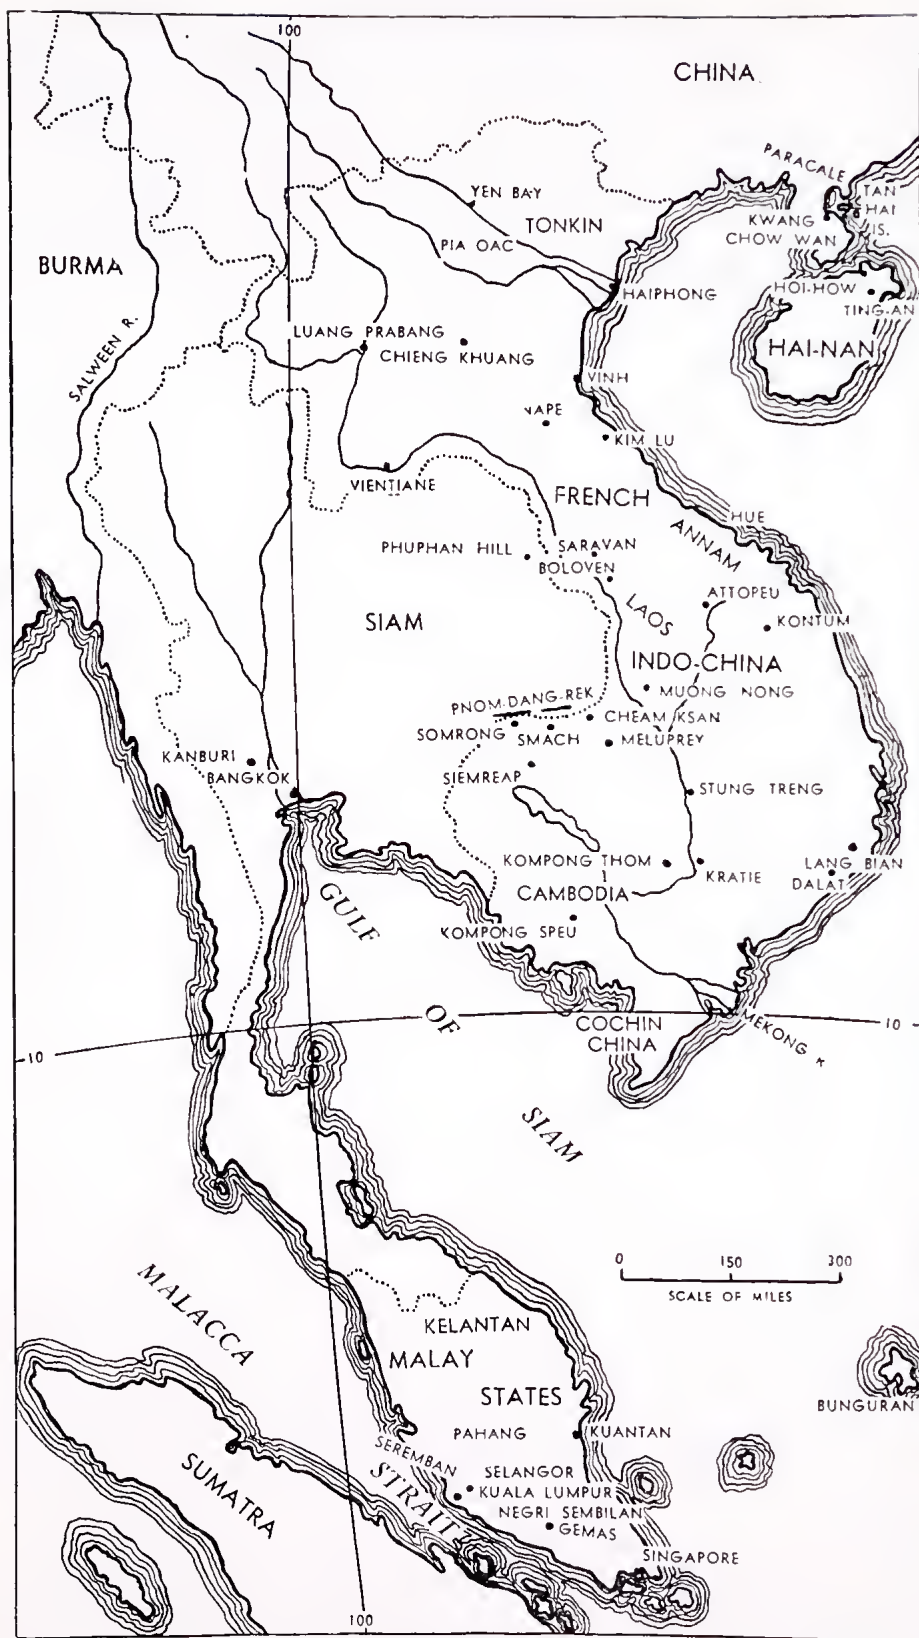 100
CHINA
PARACALE
TAN
HAI
IS.
YEN BAY
KWANG
CHOW WAN
TONKIN
PIA OAC
BURMA
HAIPHONG
HOI-HOW
TING-AN
SALWEEN R.
LUANG PRABANG
CHIENG KHUANG
HAI-NAN
VINH
NAPE
KIM LU
VIENTIANE
FRENCH
HUE
ANNAM
PHUPHAN HILL
SARAVAN
BOLOVEN
ATTOPEU
LAOS
KONTUM
SIAM
INDO-CHINA
MUONG NONG
PNOM-DANG-REK
CHEAM KSAN
SOMRONG
SMACH
MELUPREY
KANBURI
BANGKOK
SIEMREAP
STUNG TRENG
KOMPONG THOM
KRATIE
LANG BIAN
DALAT
CAMBODIA
GULF
KOMPONG SPEU
OF
COCHIN
CHINA
MEKONG R
10
10
SIAM
0 150 300
SCALE OF MILES
MALACCA
KELANTAN
MALAY
STATES
BUNGURAN
PAHANG
KUANTAN
SEREMBAN
STRAIT
SELANGOR
KUALA LUMPUR
NEGRI SEMBILAN
GEMAS
SUMATRA
SINGAPORE
100